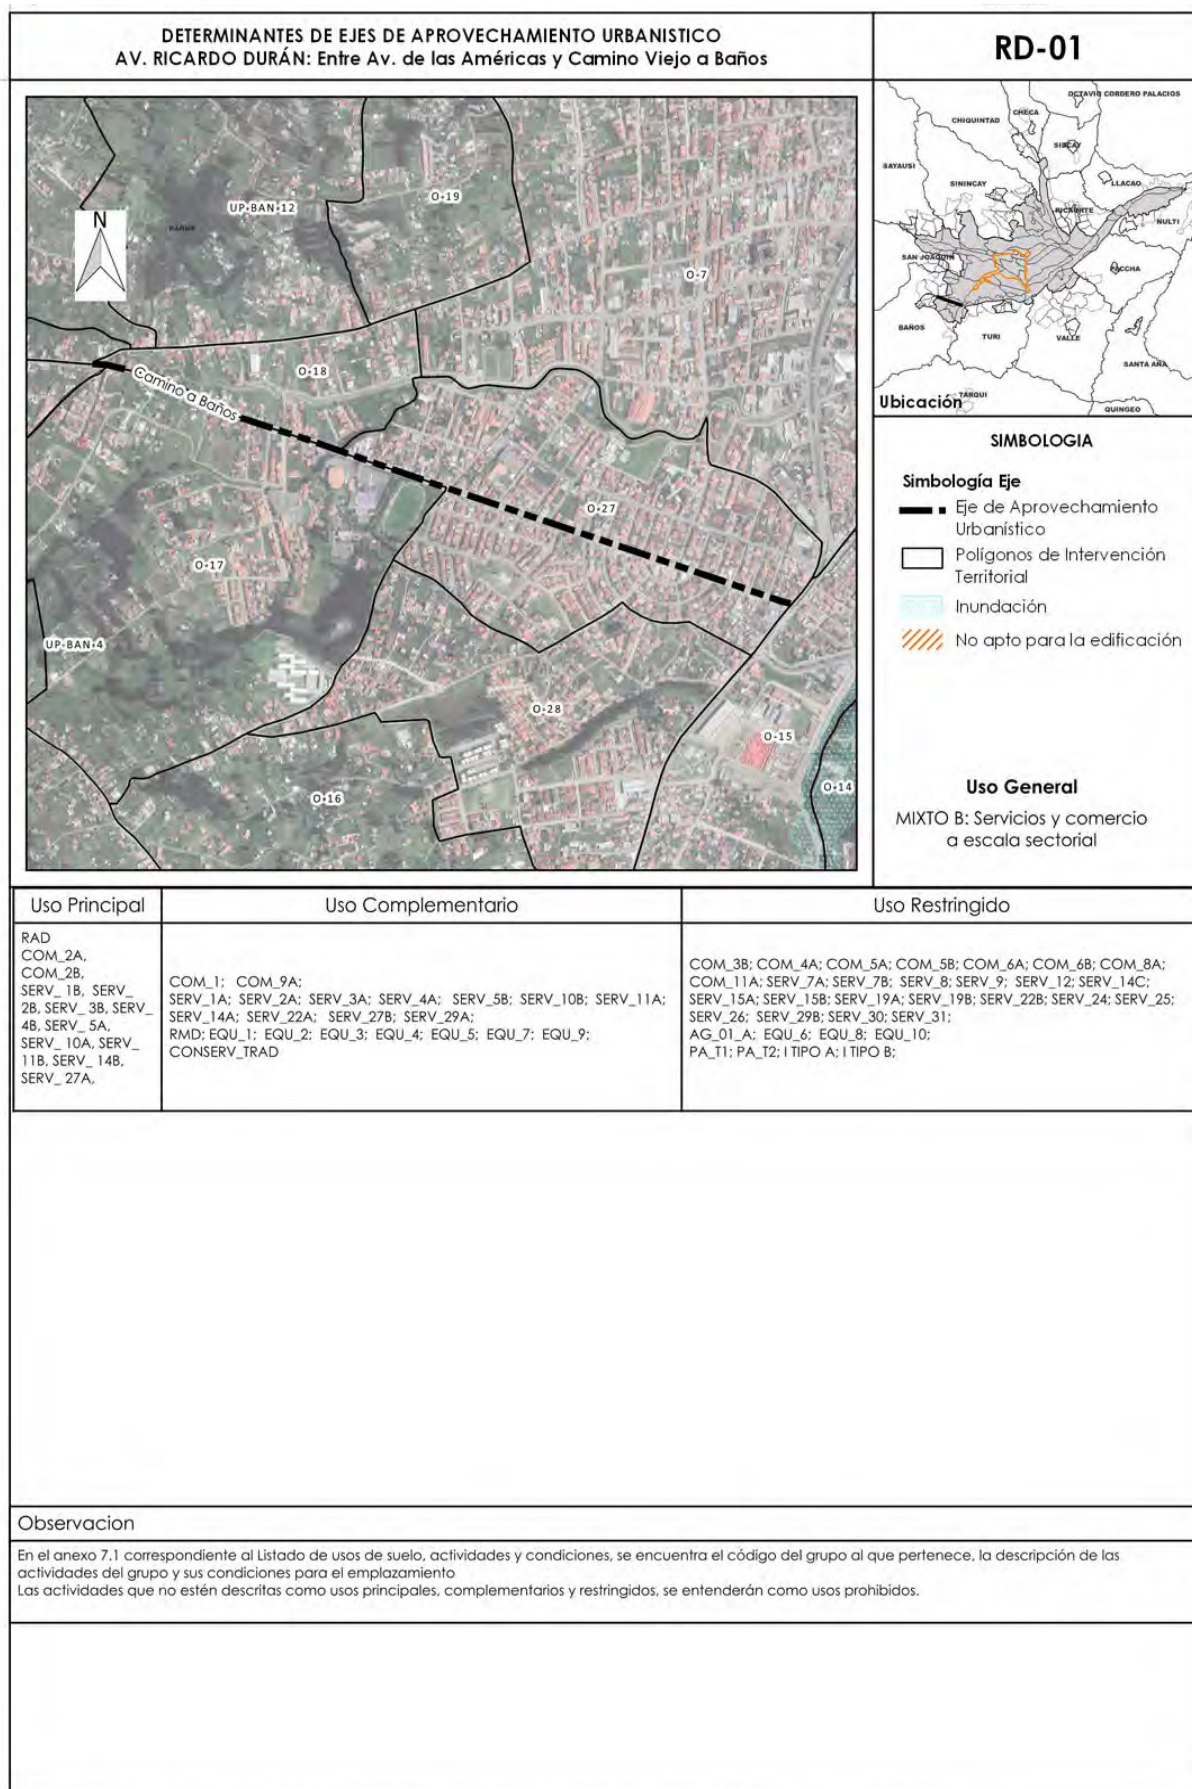 DETERMINANTES DE EJES DE APROVECHAMIENTO URBANISTICO
AV. RICARDO DURÁN: Entre Av. de las Américas y Camino Viejo a Baños
RD-01
N
UP-BAN-12
BAÑOS
O-19
O-7
O-18
Camino a Baños
O-27
O-17
UP-BAN-4
O-28
O-15
O-14
O-16
OCTAVIO CORDERO PALACIOS
CHECA
CHIQUINTAD
SIDCAY
SAYAUSI
SININCAY
LLACAO
RICAURTE
NULTI
SAN JOAQUIN
PACCHA
BAÑOS
TURI
VALLE
SANTA ANA
TARQUI
QUINGEO
Ubicación
SIMBOLOGIA
Simbología Eje
Eje de Aprovechamiento
Urbanístico
Polígonos de Intervención
Territorial
Inundación
No apto para la edificación
Uso General
MIXTO B: Servicios y comercio
a escala sectorial
Uso Principal
Uso Complementario
Uso Restringido
RAD
COM_2A,
COM_2B,
SERV_ 1B, SERV_
2B, SERV_ 3B, SERV_
4B, SERV_ 5A,
SERV_ 10A, SERV_
11B, SERV_ 14B,
SERV_ 27A,
COM_1; COM_9A;
SERV_1A; SERV_2A; SERV_3A; SERV_4A; SERV_5B; SERV_10B; SERV_11A;
SERV_14A; SERV_22A; SERV_27B; SERV_29A;
RMD; EQU_1; EQU_2; EQU_3; EQU_4; EQU_5; EQU_7; EQU_9;
CONSERV_TRAD
COM_3B; COM_4A; COM_5A; COM_5B; COM_6A; COM_6B; COM_8A;
COM_11A; SERV_7A; SERV_7B; SERV_8; SERV_9; SERV_12; SERV_14C;
SERV_15A; SERV_15B; SERV_19A; SERV_19B; SERV_22B; SERV_24; SERV_25;
SERV_26; SERV_29B; SERV_30; SERV_31;
AG_01_A; EQU_6; EQU_8; EQU_10;
PA_T1; PA_T2; I TIPO A; I TIPO B;
Observacion
En el anexo 7.1 correspondiente al Listado de usos de suelo, actividades y condiciones, se encuentra el código del grupo al que pertenece, la descripción de las
actividades del grupo y sus condiciones para el emplazamiento
Las actividades que no estén descritas como usos principales, complementarios y restringidos, se entenderán como usos prohibidos.